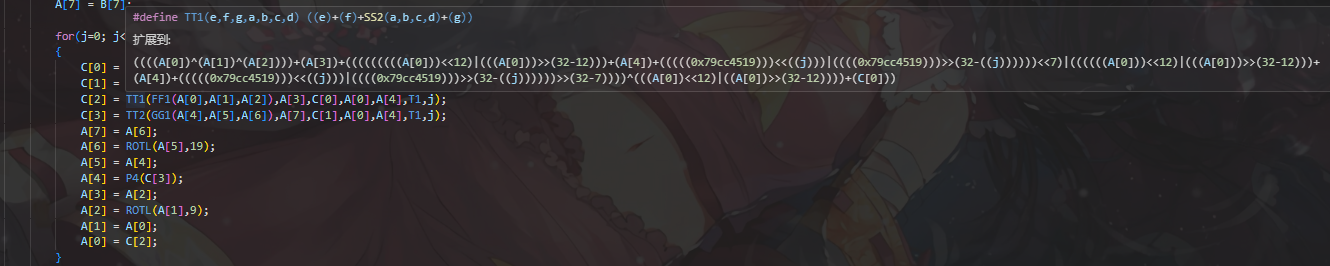 A[7] = B[7];
#define TT1(e,f,g,a,b,c,d) ((e)+(f)+SS2(a,b,c,d)+(g))
for(j=0; j<
扩展到:
{
((((A[0])^(A[1])^(A[2])))+(A[3])+(((((((((A[0]))<<12)|(((A[0]))>>(32-12)))+(A[4])+(((((0x79cc4519)))<<((j)))|((((0x79cc4519)))>>(32-((j))))))<<7)|((((((A[0]))<<12)|(((A[0]))>>(32-12)))+
C[0] =
(A[4])+(((((0x79cc4519)))<<((j)))|((((0x79cc4519)))>>(32-((j))))))>>(32-7))))^(((A[0])<<12)|((A[0])>>(32-12))))+(C[0]))
C[1] =
C[2] = TT1(FF1(A[0],A[1],A[2]),A[3],C[0],A[0],A[4],T1,j);
C[3] = TT2(GG1(A[4],A[5],A[6]),A[7],C[1],A[0],A[4],T1,j);
A[7] = A[6];
A[6] = ROTL(A[5],19);
A[5] = A[4];
A[4] = P4(C[3]);
A[3] = A[2];
A[2] = ROTL(A[1],9);
A[1] = A[0];
A[0] = C[2];
}